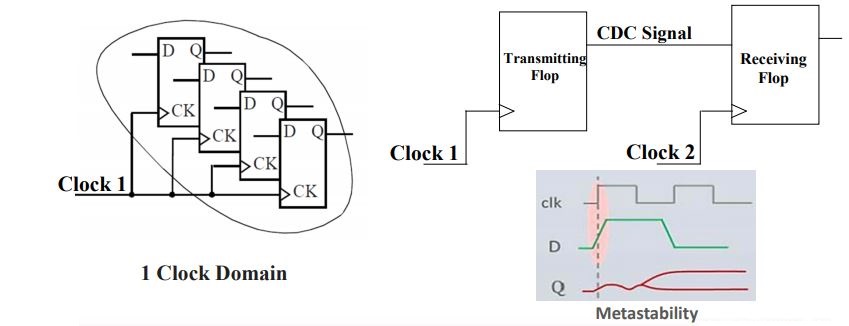 D Q
CK
D Q
CK
D Q
CK
D Q
CK
Clock 1
1 Clock Domain
CDC Signal
Transmitting
Flop
Receiving
Flop
Clock 1
Clock 2
clk
D
Q
Metastability